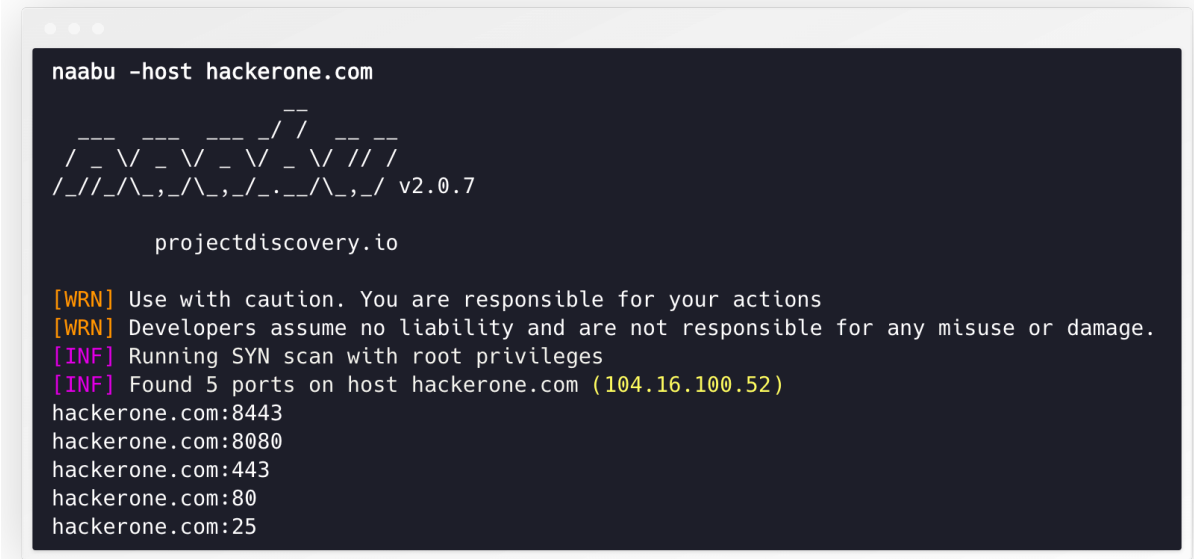 naabu -host hackerone.com
                  __
  ___  ___  ___ _/ /  __ __
 / _ \/ _ \/ _ \/ _ \/ // /
/_//_/\_,_/\_,_/_.__/\_,_/ v2.0.7
projectdiscovery.io
[WRN] Use with caution. You are responsible for your actions
[WRN] Developers assume no liability and are not responsible for any misuse or damage.
[INF] Running SYN scan with root privileges
[INF] Found 5 ports on host hackerone.com (104.16.100.52)
hackerone.com:8443
hackerone.com:8080
hackerone.com:443
hackerone.com:80
hackerone.com:25